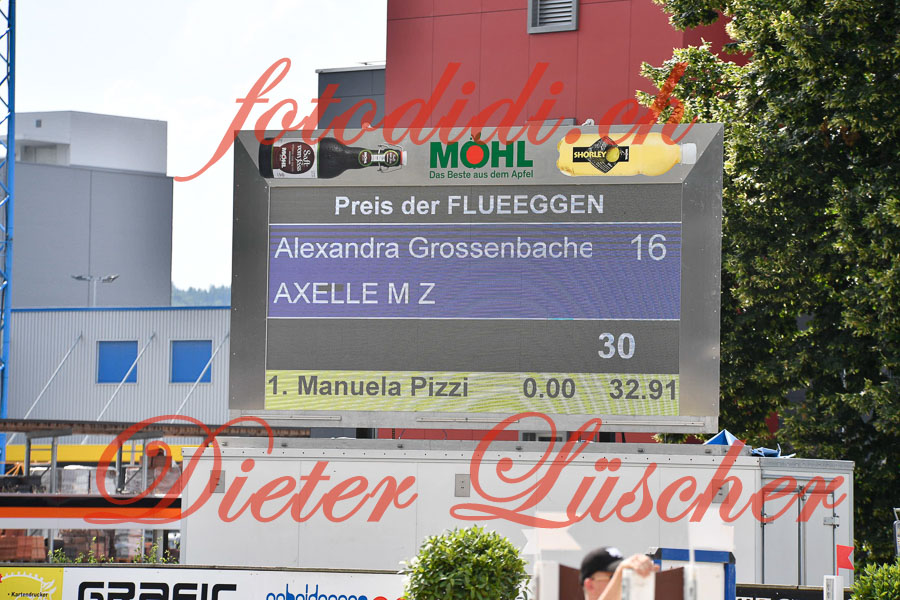 fotodidi.ch
MÖHL
Das Beste aus dem Apfel
SHORLEY
Preis der FLUEEGGEN
Alexandra Grossenbache 16
AXELLE M Z
30
1. Manuela Pizzi 0.00 32.91
Dieter Lüscher
GRAFIC